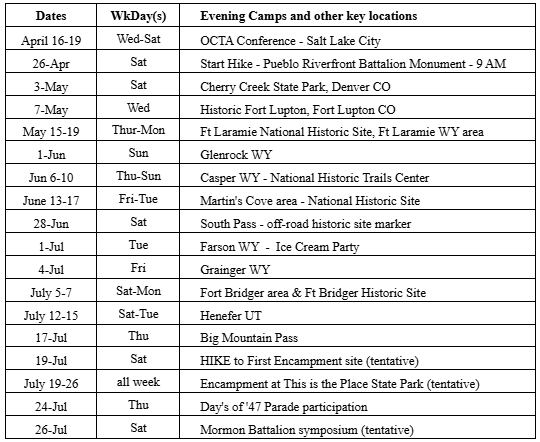 Dates WkDay(s) Evening Camps and other key locations
April 16-19 Wed-Sat OCTA Conference - Salt Lake City
26-Apr Sat Start Hike - Pueblo Riverfront Battalion Monument - 9 AM
3-May Sat Cherry Creek State Park, Denver CO
7-May Wed Historic Fort Lupton, Fort Lupton CO
May 15-19 Thur-Mon Ft Laramie National Historic Site, Ft Laramie WY area
1-Jun Sun Glenrock WY
Jun 6-10 Thu-Sun Casper WY - National Historic Trails Center
June 13-17 Fri-Tue Martin's Cove area - National Historic Site
28-Jun Sat South Pass - off-road historic site marker
1-Jul Tue Farson WY - Ice Cream Party
4-Jul Fri Grainger WY
July 5-7 Sat-Mon Fort Bridger area & Ft Bridger Historic Site
July 12-15 Sat-Tue Henefer UT
17-Jul Thu Big Mountain Pass
19-Jul Sat HIKE to First Encampment site (tentative)
July 19-26 all week Encampment at This is the Place State Park (tentative)
24-Jul Thu Day's of '47 Parade participation
26-Jul Sat Mormon Battalion symposium (tentative)